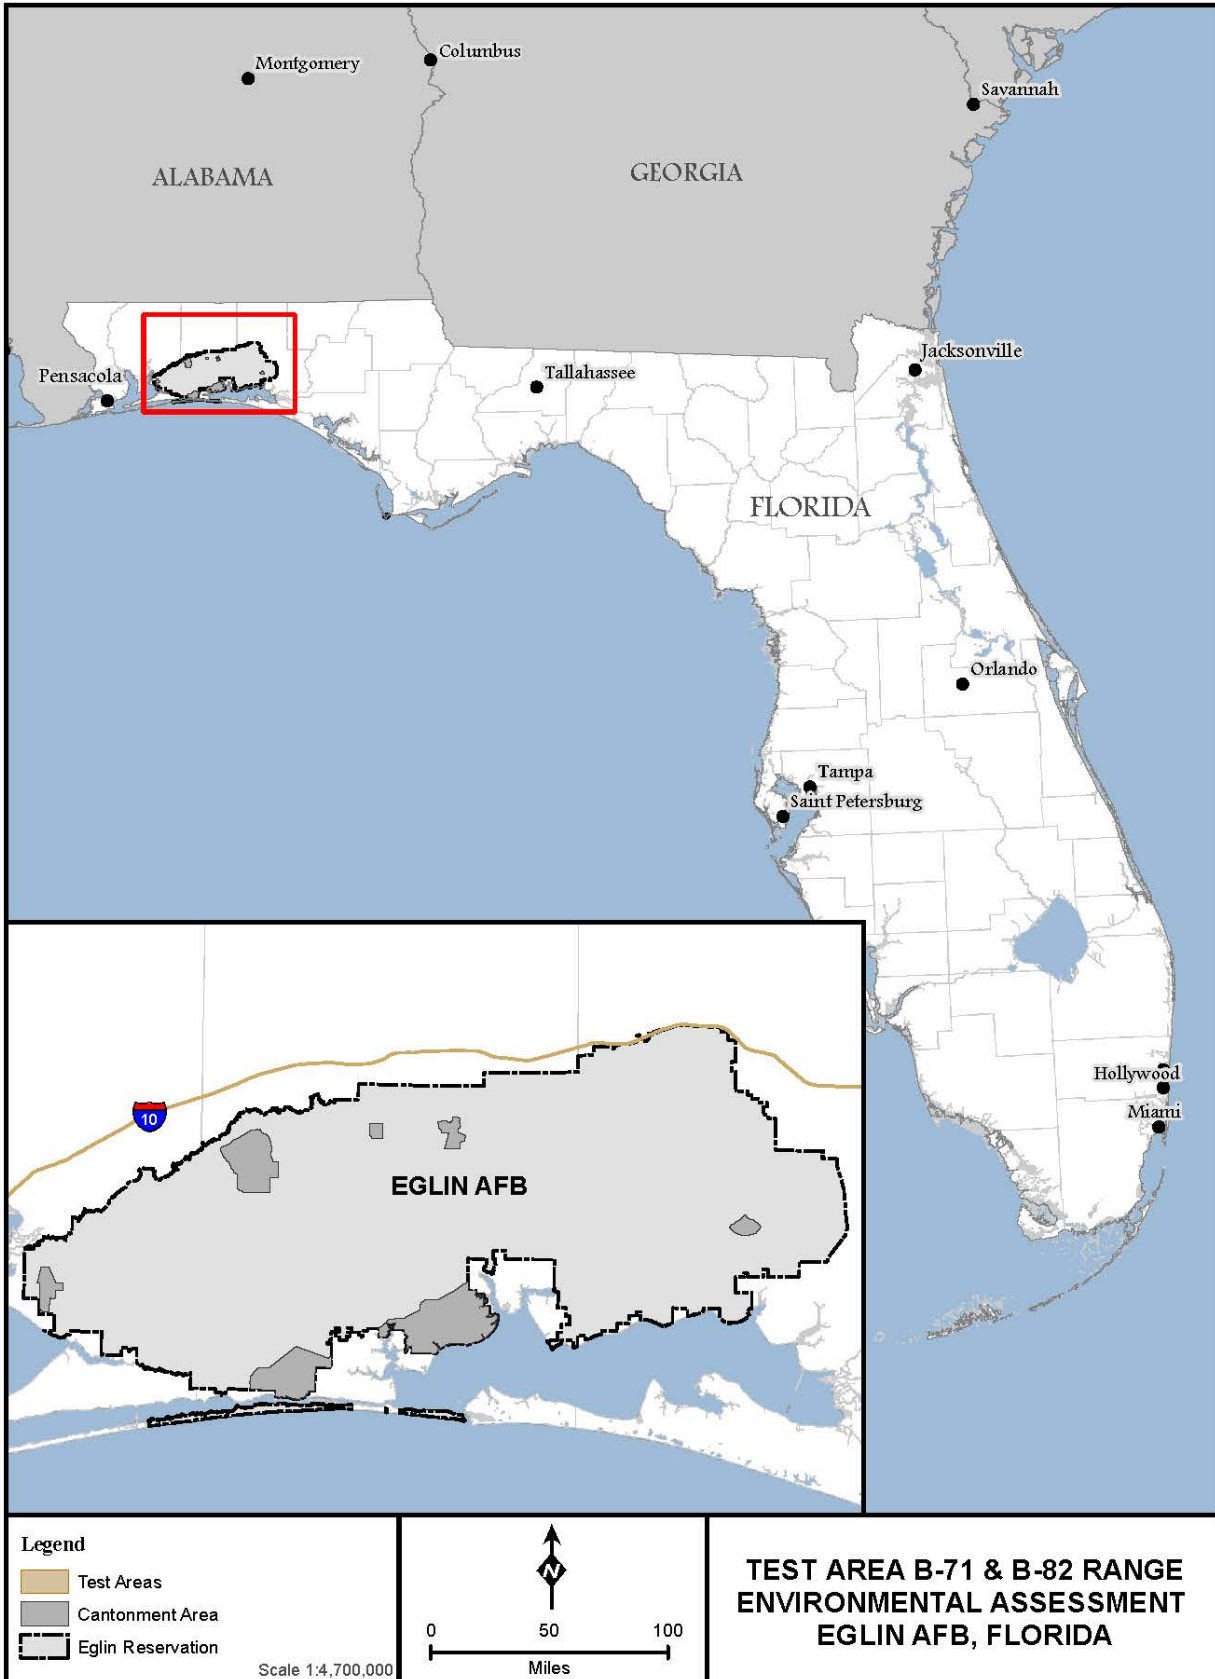 Montgomery
Columbus
Savannah
ALABAMA
GEORGIA
Jacksonville
Pensacola
Tallahassee
FLORIDA
Orlando
Tampa
Saint Petersburg
Hollywood
Miami
10
EGLIN AFB
Legend
Test Areas
Cantonment Area
Eglin Reservation
Scale 1:4,700,000
N
0 50 100
Miles
TEST AREA B-71 & B-82 RANGE
ENVIRONMENTAL ASSESSMENT
EGLIN AFB, FLORIDA